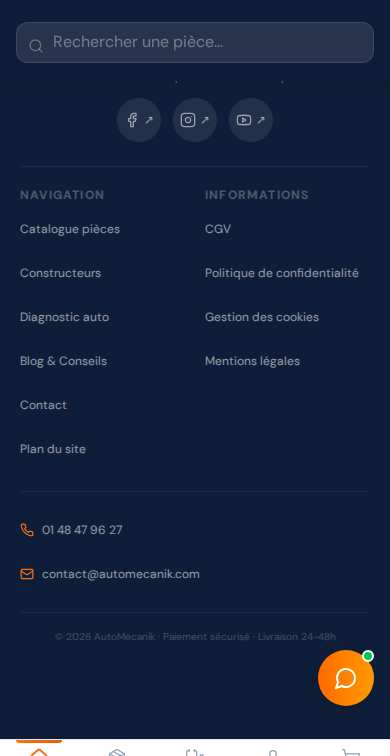 Rechercher une pièce...
NAVIGATION
INFORMATIONS
Catalogue pièces
CGV
Constructeurs
Politique de confidentialité
Diagnostic auto
Gestion des cookies
Blog & Conseils
Mentions légales
Contact
Plan du site
01 48 47 96 27
contact@automecanik.com
© 2026 AutoMecanik · Paiement sécurisé · Livraison 24-48h